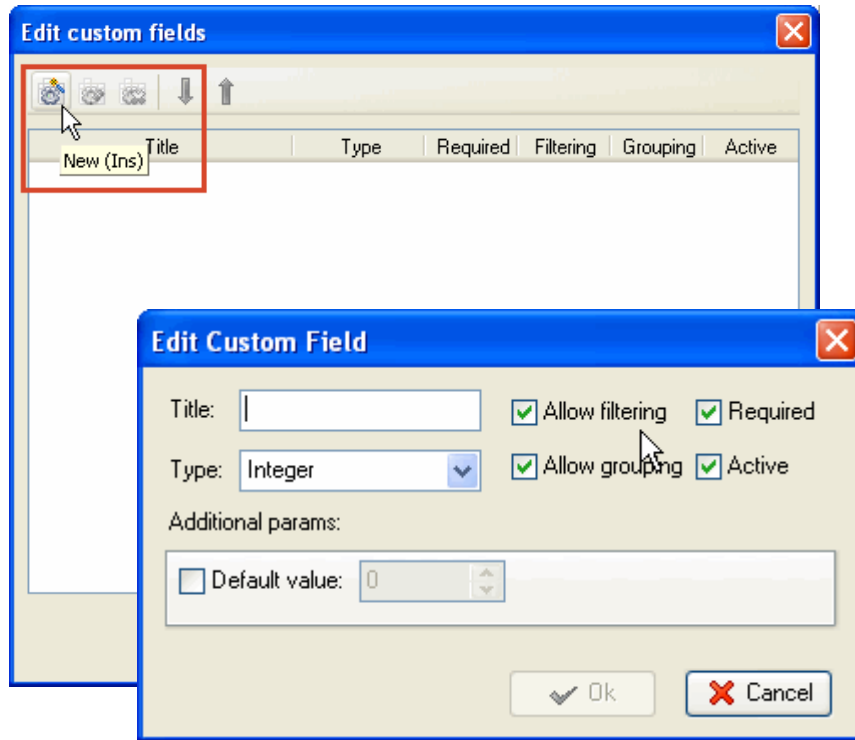 Edit custom fields
New (Ins)
Title Type Required Filtering Grouping Active
Edit Custom Field
Title: Allow filtering Required
Type: Integer Allow grouping Active
Additional params:
Default value: 0
Ok Cancel